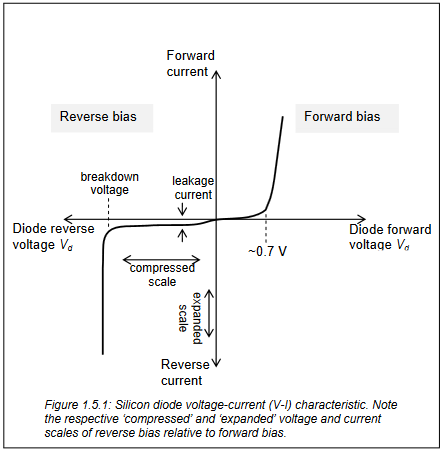 Forward
current
Reverse bias
Forward bias
breakdown
voltage
leakage
current
Diode reverse
voltage Vd
Diode forward
voltage Vd
~0.7 V
compressed
scale
expanded
scale
Reverse
current
Figure 1.5.1: Silicon diode voltage-current (V-I) characteristic. Note
the respective ‘compressed’ and ‘expanded’ voltage and current
scales of reverse bias relative to forward bias.